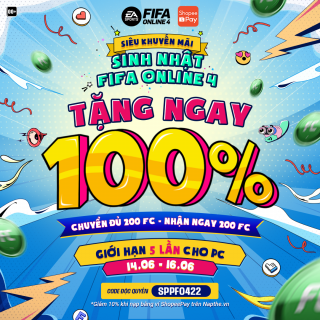 EA SPORTS FIFA ONLINE 4 Shopee Pay
SIÊU KHUYẾN MÃI
SINH NHẬT
FIFA ONLINE 4
TẶNG NGAY
100%
CHUYỂN ĐỦ 200 FC - NHẬN NGAY 200 FC
GIỚI HẠN 5 LẦN CHO PC
14.06 - 16.06
CODE ĐỘC QUYỀN SPPFO422
*Giảm 10% khi nạp bằng ví ShopeePay trên Napthe.vn